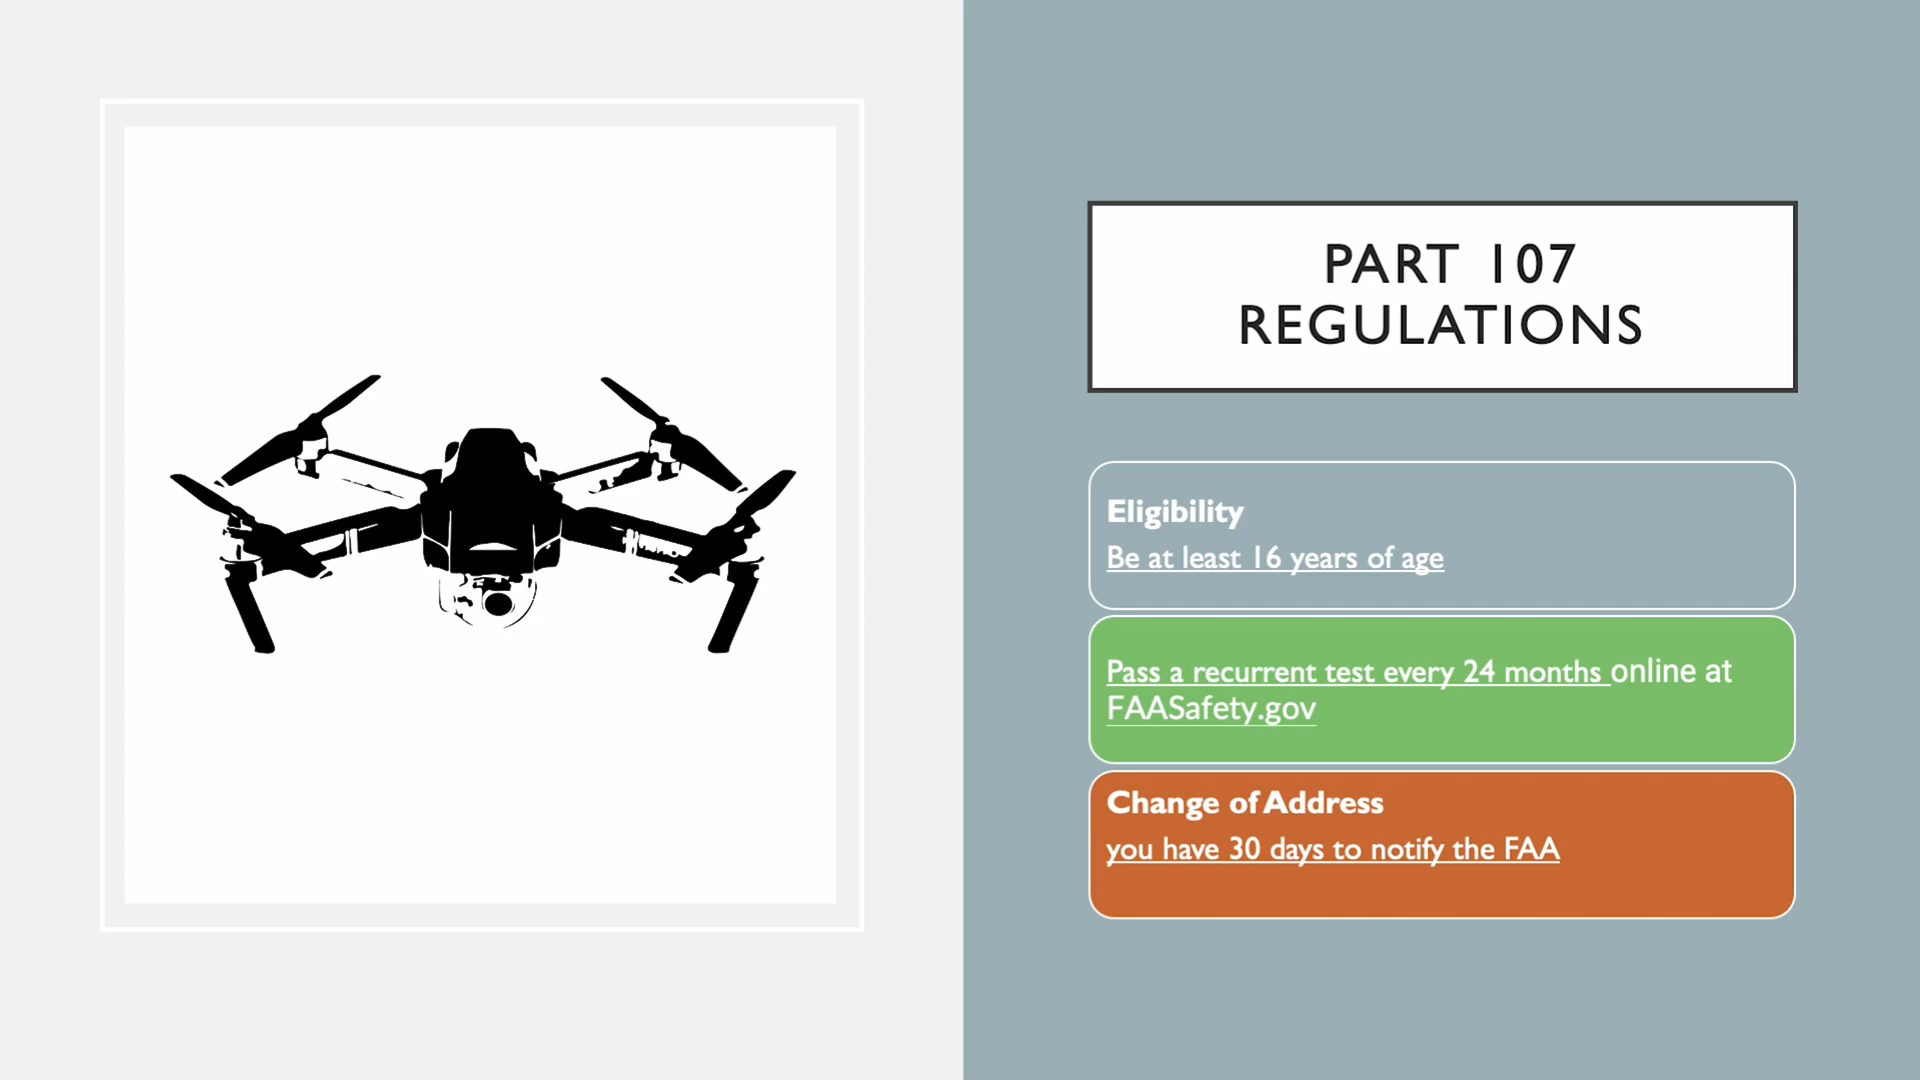 PART 107
REGULATIONS
Eligibility
Be at least 16 years of age
Pass a recurrent test every 24 months online at
FAASafety.gov
Change of Address
you have 30 days to notify the FAA